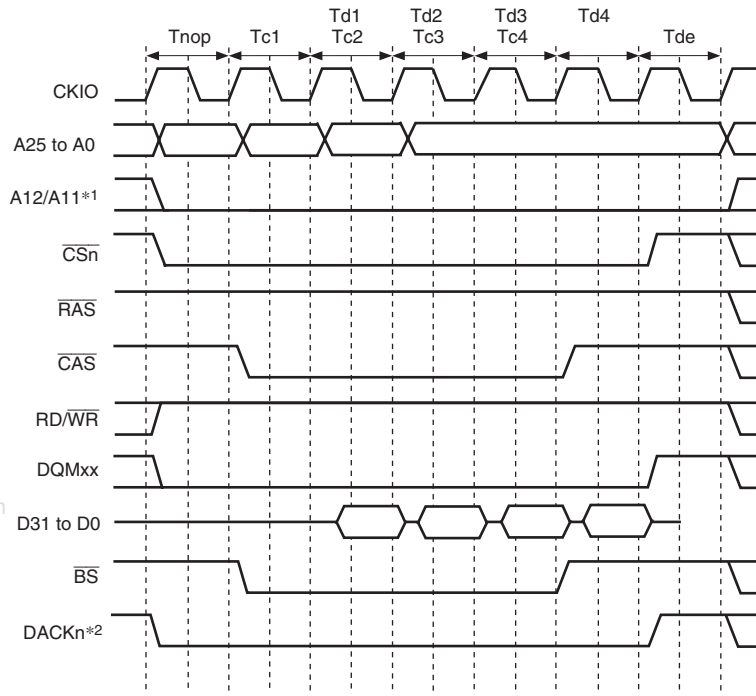 Td1 Td2 Td3 Td4
Tnop Tc1 Tc2 Tc3 Tc4 Tde
CKIO
A25 to A0
A12/A11*1
CSn
RAS
CAS
RD/WR
DQMxx
D31 to D0
BS
DACKn*2